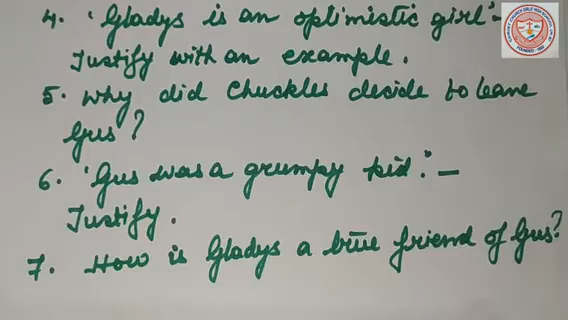 4. 'Gladys is an optimistic girl' -
Justify with an example.
5. Why did Chuckles decide to leave
Gus?
6. 'Gus was a grumpy kid.' -
Justify.
7. How is Gladys a true friend of Gus?